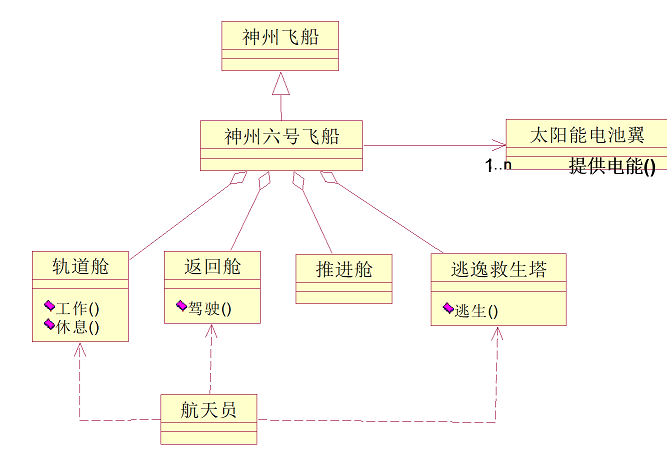 神州飞船
神州六号飞船
太阳能电池翼
1..n
提供电能()
轨道舱
工作()
休息()
返回舱
驾驶()
推进舱
逃逸救生塔
逃生()
航天员